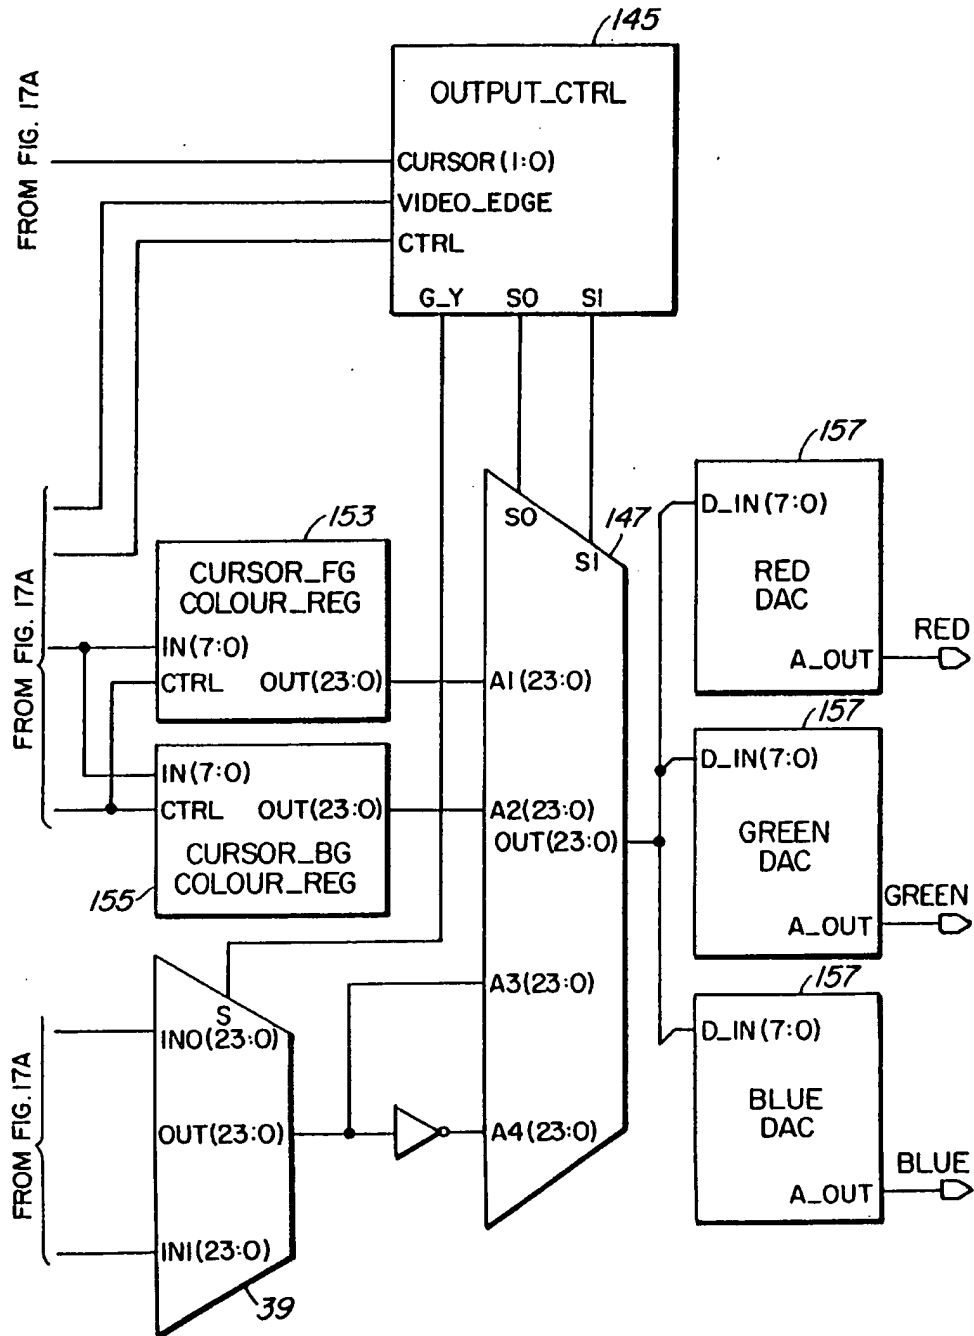 145
OUTPUT_CTRL
FROM FIG. 17A
CURSOR(1:0)
VIDEO_EDGE
CTRL
G_Y SO S1
157
D_IN(7:0)
RED
DAC
A_OUT
RED
153
CURSOR_FG
COLOUR_REG
IN(7:0)
CTRL OUT(23:0)
FROM FIG. 17A
IN(7:0)
CTRL OUT(23:0)
CURSOR_BG
COLOUR_REG
155
SO
S1
147
A1(23:0)
A2(23:0)
OUT(23:0)
A3(23:0)
A4(23:0)
157
D_IN(7:0)
GREEN
DAC
A_OUT
GREEN
FROM FIG. 17A
S
INO(23:0)
OUT(23:0)
IN1(23:0)
39
157
D_IN(7:0)
BLUE
DAC
A_OUT
BLUE